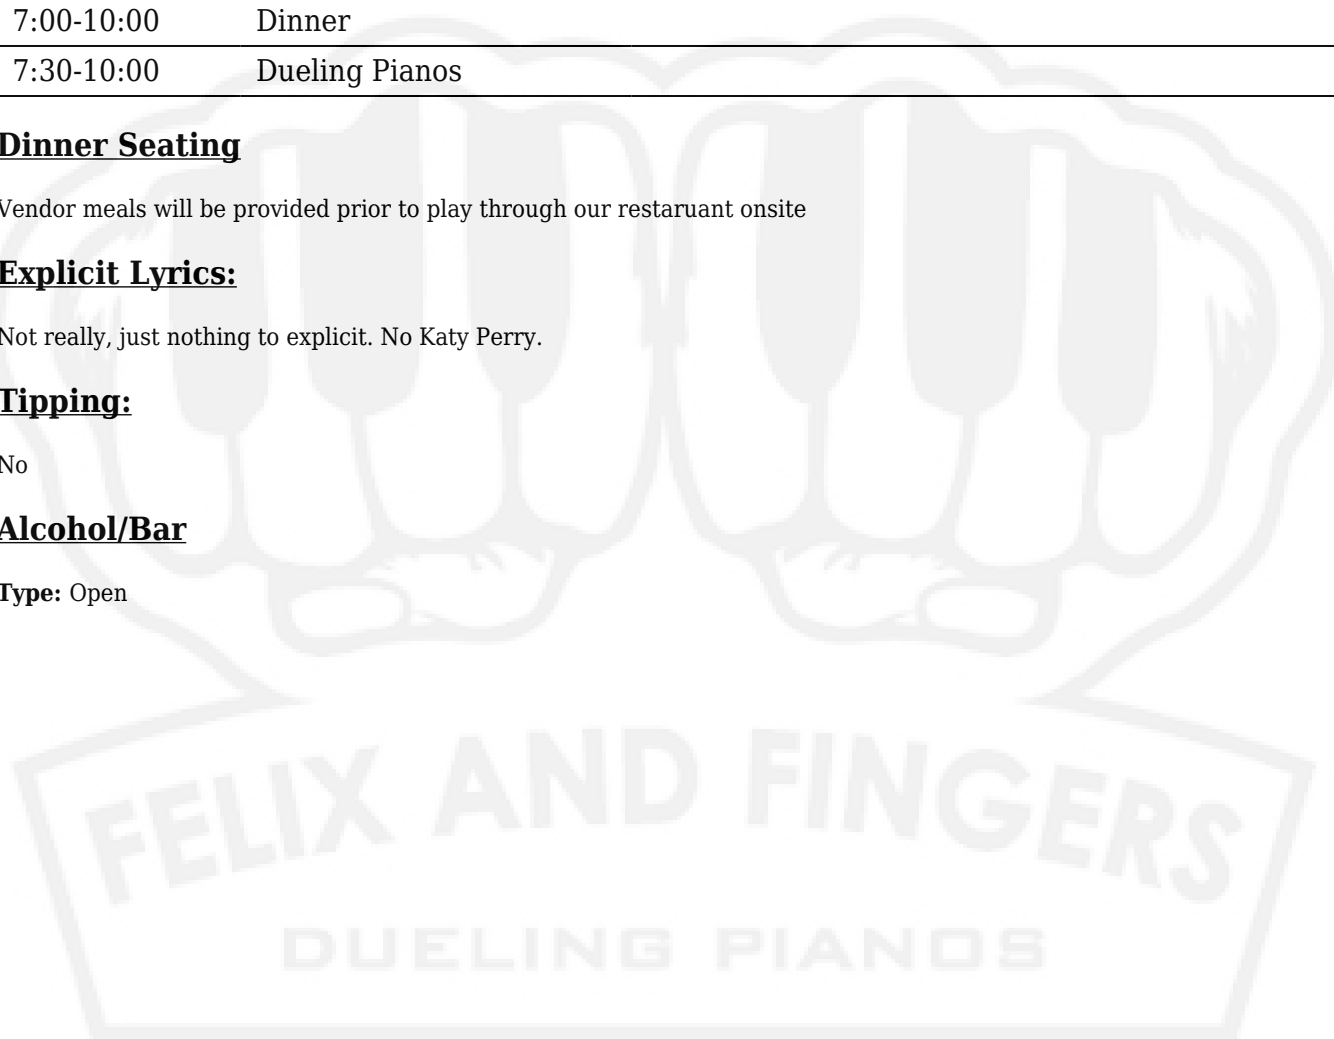 7:00-10:00 Dinner
7:30-10:00 Dueling Pianos
Dinner Seating
Vendor meals will be provided prior to play through our restaruant onsite
Explicit Lyrics:
Not really, just nothing to explicit. No Katy Perry.
Tipping:
No
Alcohol/Bar
Type: Open
FELIX AND FINGERS
DUELING PIANOS